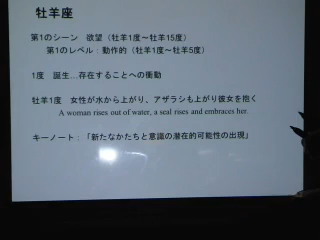 牡羊座
第1のシーン　欲望（牡羊1度～牡羊15度）
第1のレベル：動作的（牡羊1度～牡羊5度）
1度　誕生…存在することへの衝動
牡羊1度　女性が水から上がり、アザラシも上がり彼女を抱く
A woman rises out of water, a seal rises and embraces her.
キーノート：「新たなかたちと意識の潜在的可能性の出現」